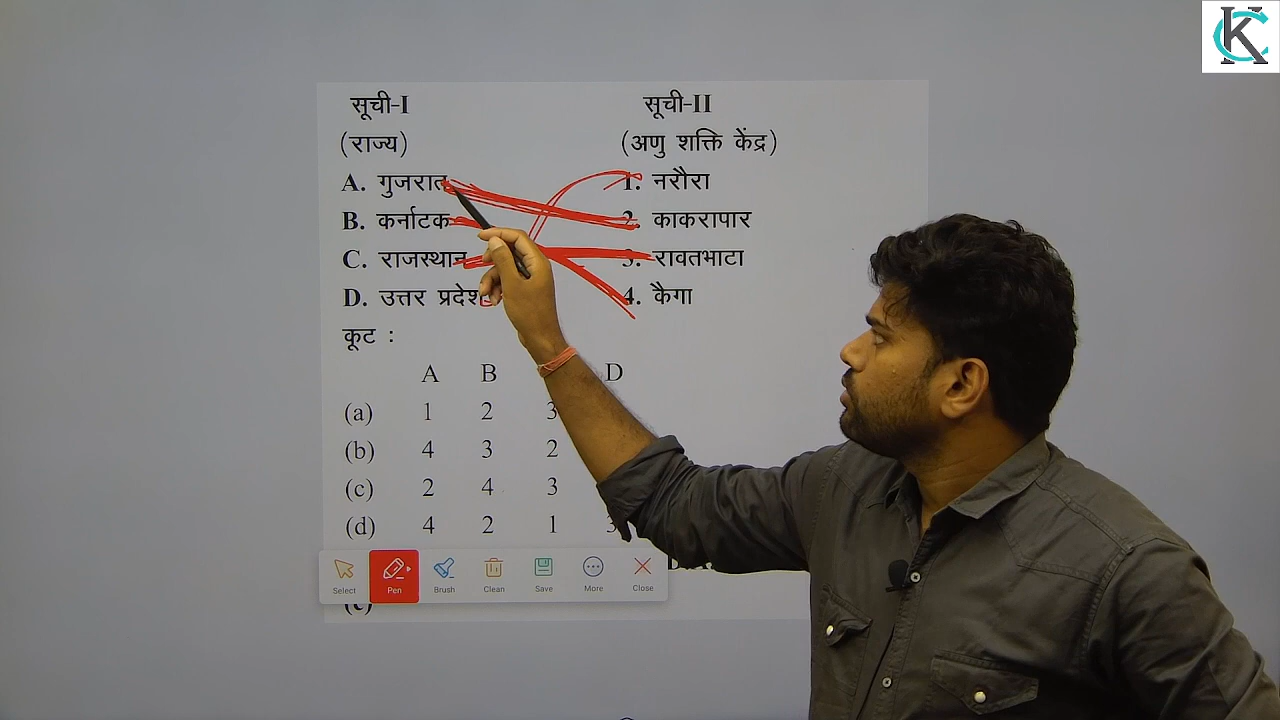 सूची-I सूची-II
(राज्य) (अणु शक्ति केंद्र)
A. गुजरात 1. नरौरा
B. कर्नाटक 2. काकरापार
C. राजस्थान 3. रावतभाटा
D. उत्तर प्रदेश 4. कैगा
कूट :
A B D
(a) 1 2 3
(b) 4 3 2
(c) 2 4 3
(d) 4 2 1 3
Select Pen Brush Clean Save More Close
(c)
KC